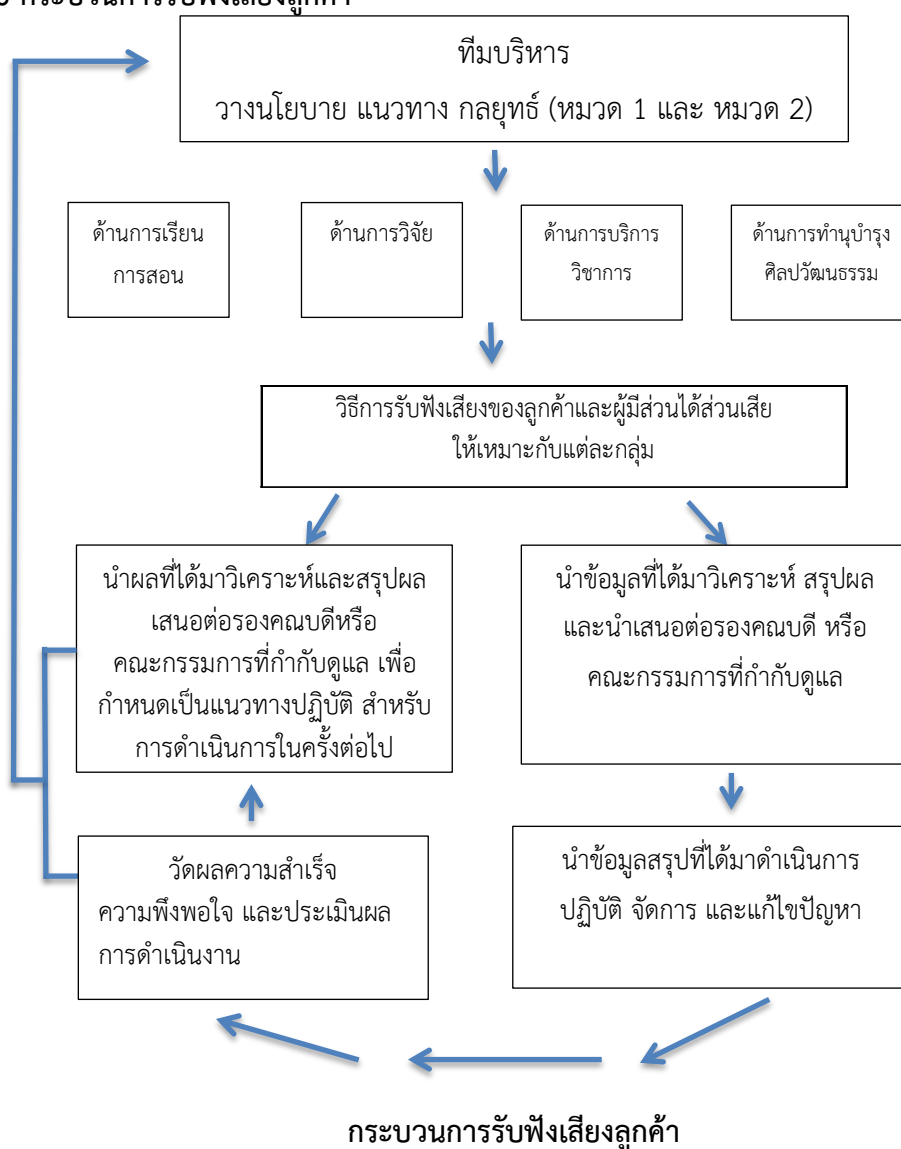 กระบวนการรับฟังเสียงลูกค้า
ทีมบริหาร
วางนโยบาย แนวทาง กลยุทธ์ (หมวด 1 และ หมวด 2)
ด้านการเรียน
การสอน
ด้านการวิจัย
ด้านการบริการ
วิชาการ
ด้านการทำนุบำรุง
ศิลปวัฒนธรรม
วิธีการรับฟังเสียงของลูกค้าและผู้มีส่วนได้ส่วนเสีย
ให้เหมาะกับแต่ละกลุ่ม
นำผลที่ได้มาวิเคราะห์และสรุปผล
เสนอต่อรองคณบดีหรือ
คณะกรรมการที่กำกับดูแล เพื่อ
กำหนดเป็นแนวทางปฏิบัติ สำหรับ
การดำเนินการในครั้งต่อไป
นำข้อมูลที่ได้มาวิเคราะห์ สรุปผล
และนำเสนอต่อรองคณบดี หรือ
คณะกรรมการที่กำกับดูแล
วัดผลความสำเร็จ
ความพึงพอใจ และประเมินผล
การดำเนินงาน
นำข้อมูลสรุปที่ได้มาดำเนินการ
ปฏิบัติ จัดการ และแก้ไขปัญหา
กระบวนการรับฟังเสียงลูกค้า